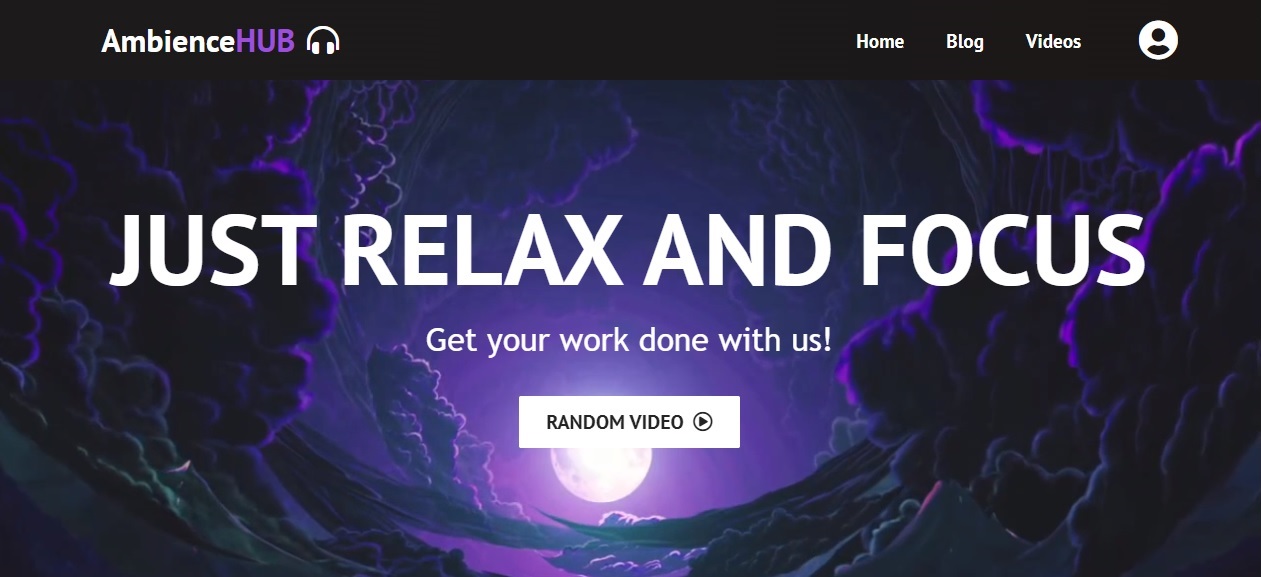 AmbienceHUB
Home Blog Videos
JUST RELAX AND FOCUS
Get your work done with us!
RANDOM VIDEO